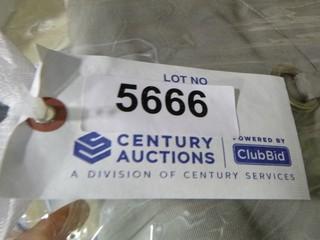 LOT NO
5666
CENTURY
AUCTIONS
POWERED BY
ClubBid
A DIVISION OF CENTURY SERVICES